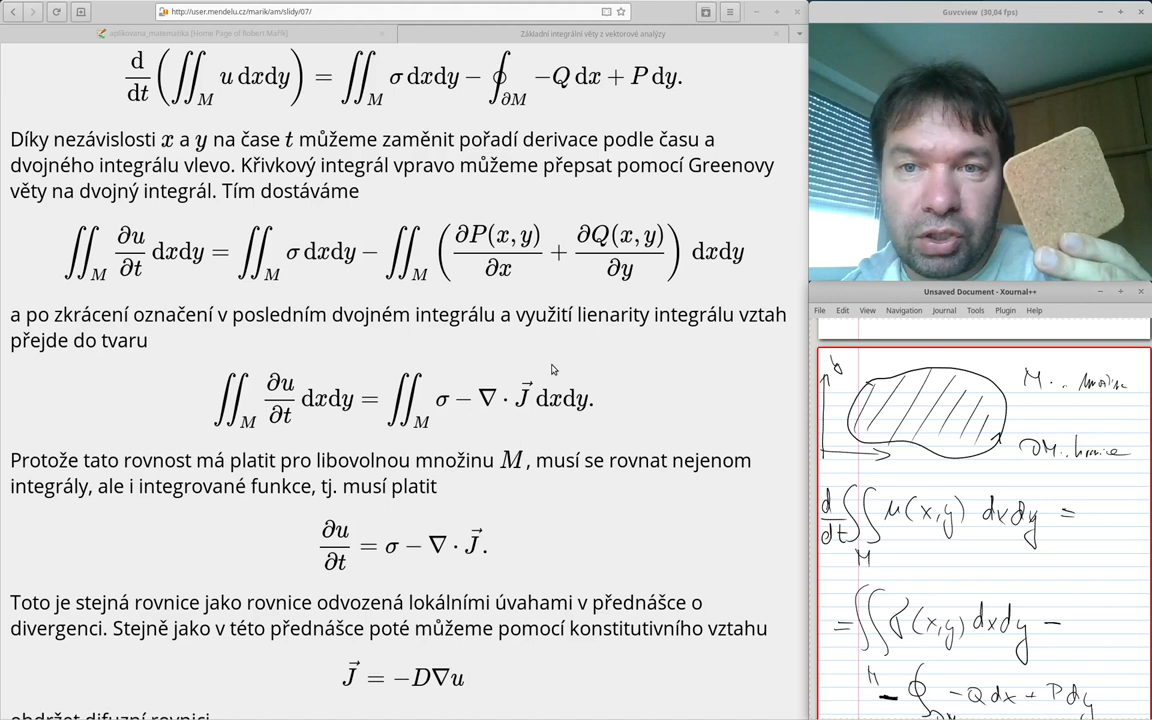 http://user.mendelu.cz/marik/am/slidy/07/
aplikovana_matematika [Home Page of Robert Mařík]
Základní integrální věty z vektorové analýzy
d/dt (∬_M u dxdy) = ∬_M σ dxdy − ∮_∂M −Q dx + P dy.
Díky nezávislosti x a y na čase t můžeme zaměnit pořadí derivace podle času a
dvojného integrálu vlevo. Křivkový integrál vpravo můžeme přepsat pomocí Greenovy
věty na dvojný integrál. Tím dostáváme
∬_M ∂u/∂t dxdy = ∬_M σ dxdy − ∬_M (∂P(x, y)/∂x + ∂Q(x, y)/∂y) dxdy
a po zkrácení označení v posledním dvojném integrálu a využití lienarity integrálu vztah
přejde do tvaru
∬_M ∂u/∂t dxdy = ∬_M σ − ∇ · J⃗ dxdy.
Protože tato rovnost má platit pro libovolnou množinu M, musí se rovnat nejenom
integrály, ale i integrované funkce, tj. musí platit
∂u/∂t = σ − ∇ · J⃗.
Toto je stejná rovnice jako rovnice odvozená lokálními úvahami v přednášce o
divergenci. Stejně jako v této přednášce poté můžeme pomocí konstitutivního vztahu
J⃗ = −D∇u
obdržet difuzní rovnici
Guvcview (30,04 fps)
Unsaved Document - Xournal++
File Edit View Navigation Journal Tools Plugin Help
M... množina
∂M.. hranice
d/dt ∬_M u(x,y) dxdy =
= ∬_M σ(x,y) dxdy −
− ∮_∂M −Q dx + P dy